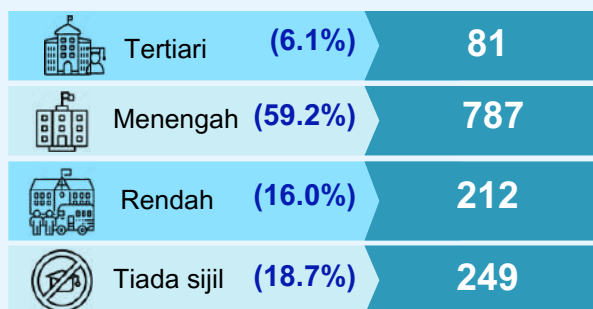 Tertiari (6.1%) 81
Menengah (59.2%) 787
Rendah (16.0%) 212
Tiada sijil (18.7%) 249